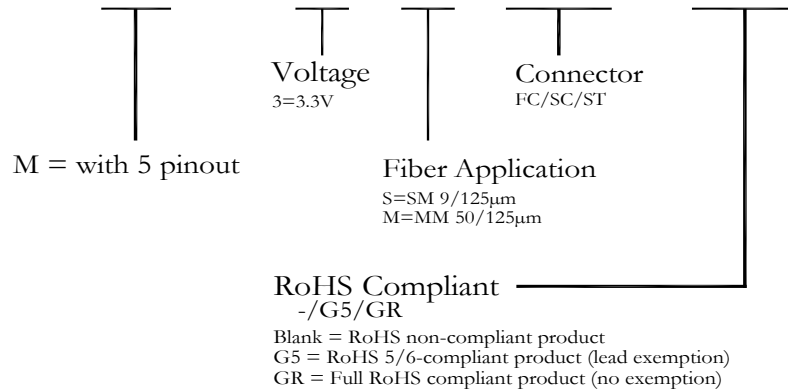 Voltage
3=3.3V
Connector
FC/SC/ST
M = with 5 pinout
Fiber Application
S=SM 9/125µm
M=MM 50/125µm
RoHS Compliant
-/G5/GR
Blank = RoHS non-compliant product
G5 = RoHS 5/6-compliant product (lead exemption)
GR = Full RoHS compliant product (no exemption)